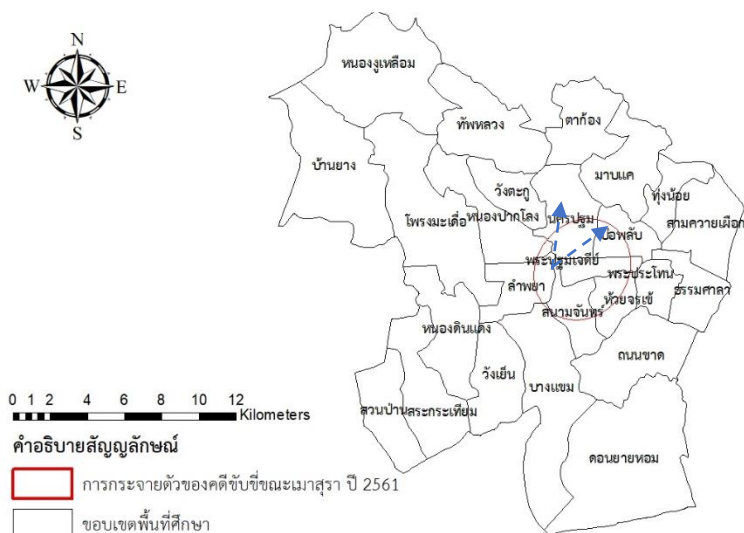 N
W E
S
หนองงูเหลือม
ทัพหลวง
ตาก้อง
บ้านยาง
มาบแค
วังตะกู
ทุ่งน้อย
โพรงมะเดื่อ
หนองปากโลง
นครปฐม
สามควายเผือก
บ่อพลับ
พระปฐมเจดีย์
พระประโทน
ลำพยา
ห้วยจรเข้
ธรรมศาลา
สนามจันทร์
หนองดินแดง
ถนนขาด
วังเย็น
บางแขม
สวนป่าน
สระกระเทียม
ดอนยายหอม
0 1 2 4 6 8 10 12
Kilometers
คำอธิบายสัญญลักษณ์
การกระจายตัวของคดีขับขี่ขณะเมาสุรา ปี 2561
ขอบเขตพื้นที่ศึกษา